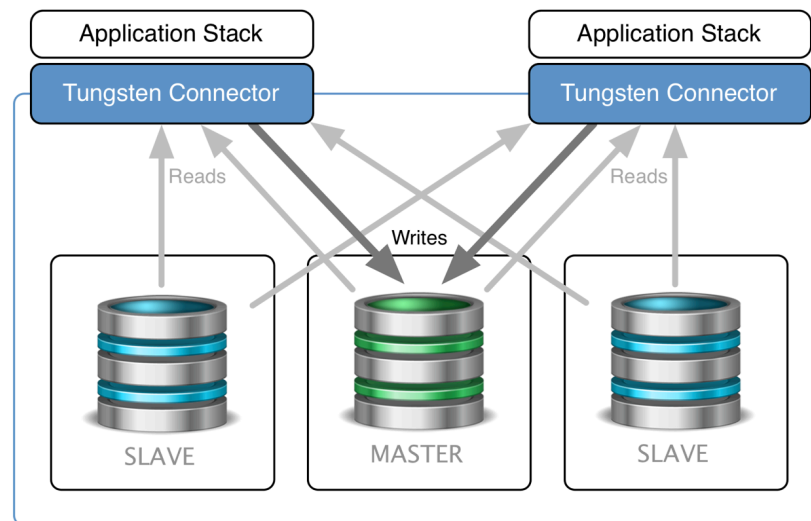 Application Stack
Application Stack
Tungsten Connector
Tungsten Connector
Reads
Reads
Writes
SLAVE
MASTER
SLAVE